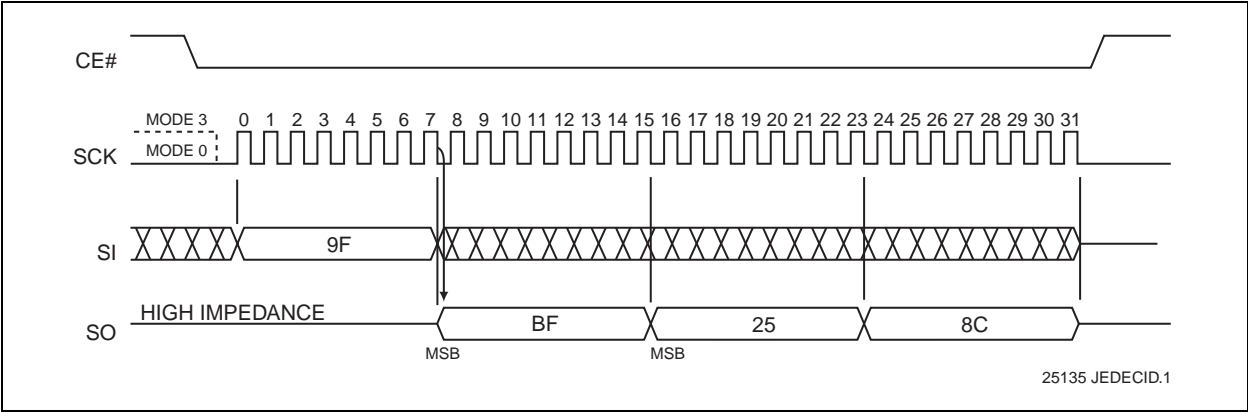 CE#
MODE 3 0 1 2 3 4 5 6 7 8 9 10 11 12 13 14 15 16 17 18 19 20 21 22 23 24 25 26 27 28 29 30 31
SCK MODE 0
SI 9F
HIGH IMPEDANCE
SO BF 25 8C
MSB MSB
25135 JEDECID.1